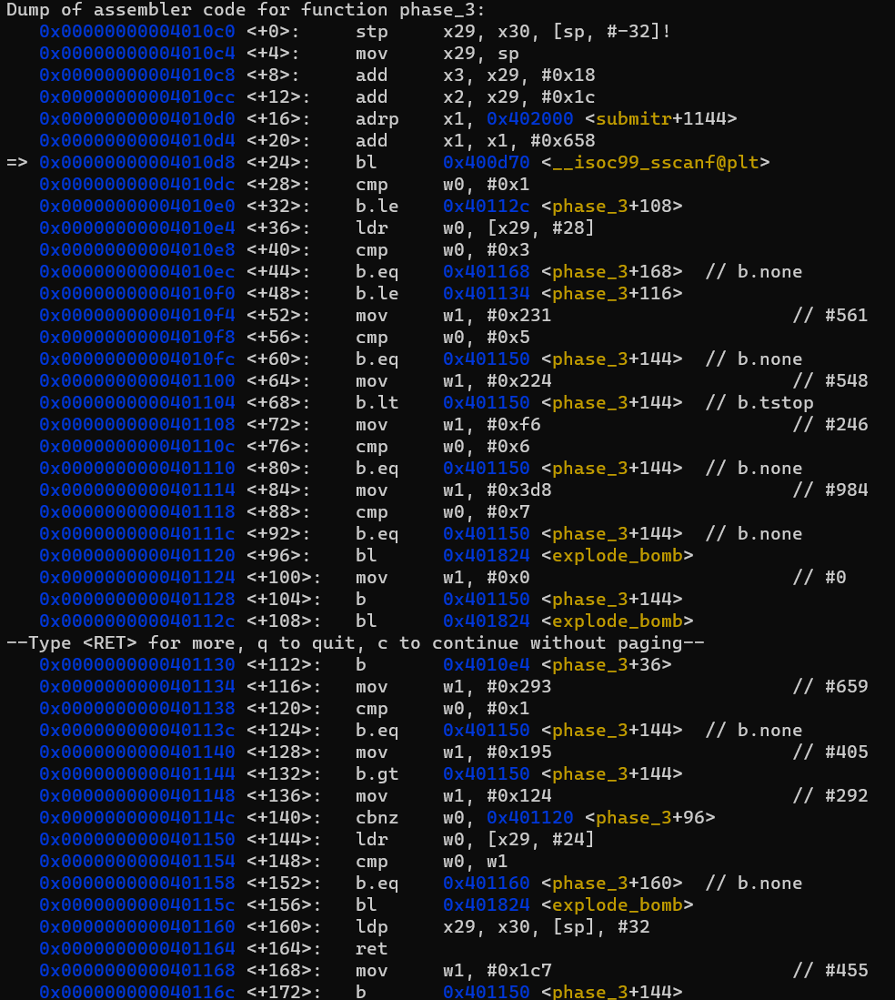 Dump of assembler code for function phase_3:
   0x00000000004010c0 <+0>:     stp     x29, x30, [sp, #-32]!
   0x00000000004010c4 <+4>:     mov     x29, sp
   0x00000000004010c8 <+8>:     add     x3, x29, #0x18
   0x00000000004010cc <+12>:    add     x2, x29, #0x1c
   0x00000000004010d0 <+16>:    adrp    x1, 0x402000 <submitr+1144>
   0x00000000004010d4 <+20>:    add     x1, x1, #0x658
=> 0x00000000004010d8 <+24>:    bl      0x400d70 <__isoc99_sscanf@plt>
   0x00000000004010dc <+28>:    cmp     w0, #0x1
   0x00000000004010e0 <+32>:    b.le    0x40112c <phase_3+108>
   0x00000000004010e4 <+36>:    ldr     w0, [x29, #28]
   0x00000000004010e8 <+40>:    cmp     w0, #0x3
   0x00000000004010ec <+44>:    b.eq    0x401168 <phase_3+168>  // b.none
   0x00000000004010f0 <+48>:    b.le    0x401134 <phase_3+116>
   0x00000000004010f4 <+52>:    mov     w1, #0x231                      // #561
   0x00000000004010f8 <+56>:    cmp     w0, #0x5
   0x00000000004010fc <+60>:    b.eq    0x401150 <phase_3+144>  // b.none
   0x0000000000401100 <+64>:    mov     w1, #0x224                      // #548
   0x0000000000401104 <+68>:    b.lt    0x401150 <phase_3+144>  // b.tstop
   0x0000000000401108 <+72>:    mov     w1, #0xf6                       // #246
   0x000000000040110c <+76>:    cmp     w0, #0x6
   0x0000000000401110 <+80>:    b.eq    0x401150 <phase_3+144>  // b.none
   0x0000000000401114 <+84>:    mov     w1, #0x3d8                      // #984
   0x0000000000401118 <+88>:    cmp     w0, #0x7
   0x000000000040111c <+92>:    b.eq    0x401150 <phase_3+144>  // b.none
   0x0000000000401120 <+96>:    bl      0x401824 <explode_bomb>
   0x0000000000401124 <+100>:   mov     w1, #0x0                        // #0
   0x0000000000401128 <+104>:   b       0x401150 <phase_3+144>
   0x000000000040112c <+108>:   bl      0x401824 <explode_bomb>
--Type <RET> for more, q to quit, c to continue without paging--
   0x0000000000401130 <+112>:   b       0x4010e4 <phase_3+36>
   0x0000000000401134 <+116>:   mov     w1, #0x293                      // #659
   0x0000000000401138 <+120>:   cmp     w0, #0x1
   0x000000000040113c <+124>:   b.eq    0x401150 <phase_3+144>  // b.none
   0x0000000000401140 <+128>:   mov     w1, #0x195                      // #405
   0x0000000000401144 <+132>:   b.gt    0x401150 <phase_3+144>
   0x0000000000401148 <+136>:   mov     w1, #0x124                      // #292
   0x000000000040114c <+140>:   cbnz    w0, 0x401120 <phase_3+96>
   0x0000000000401150 <+144>:   ldr     w0, [x29, #24]
   0x0000000000401154 <+148>:   cmp     w0, w1
   0x0000000000401158 <+152>:   b.eq    0x401160 <phase_3+160>  // b.none
   0x000000000040115c <+156>:   bl      0x401824 <explode_bomb>
   0x0000000000401160 <+160>:   ldp     x29, x30, [sp], #32
   0x0000000000401164 <+164>:   ret
   0x0000000000401168 <+168>:   mov     w1, #0x1c7                      // #455
   0x000000000040116c <+172>:   b       0x401150 <phase_3+144>